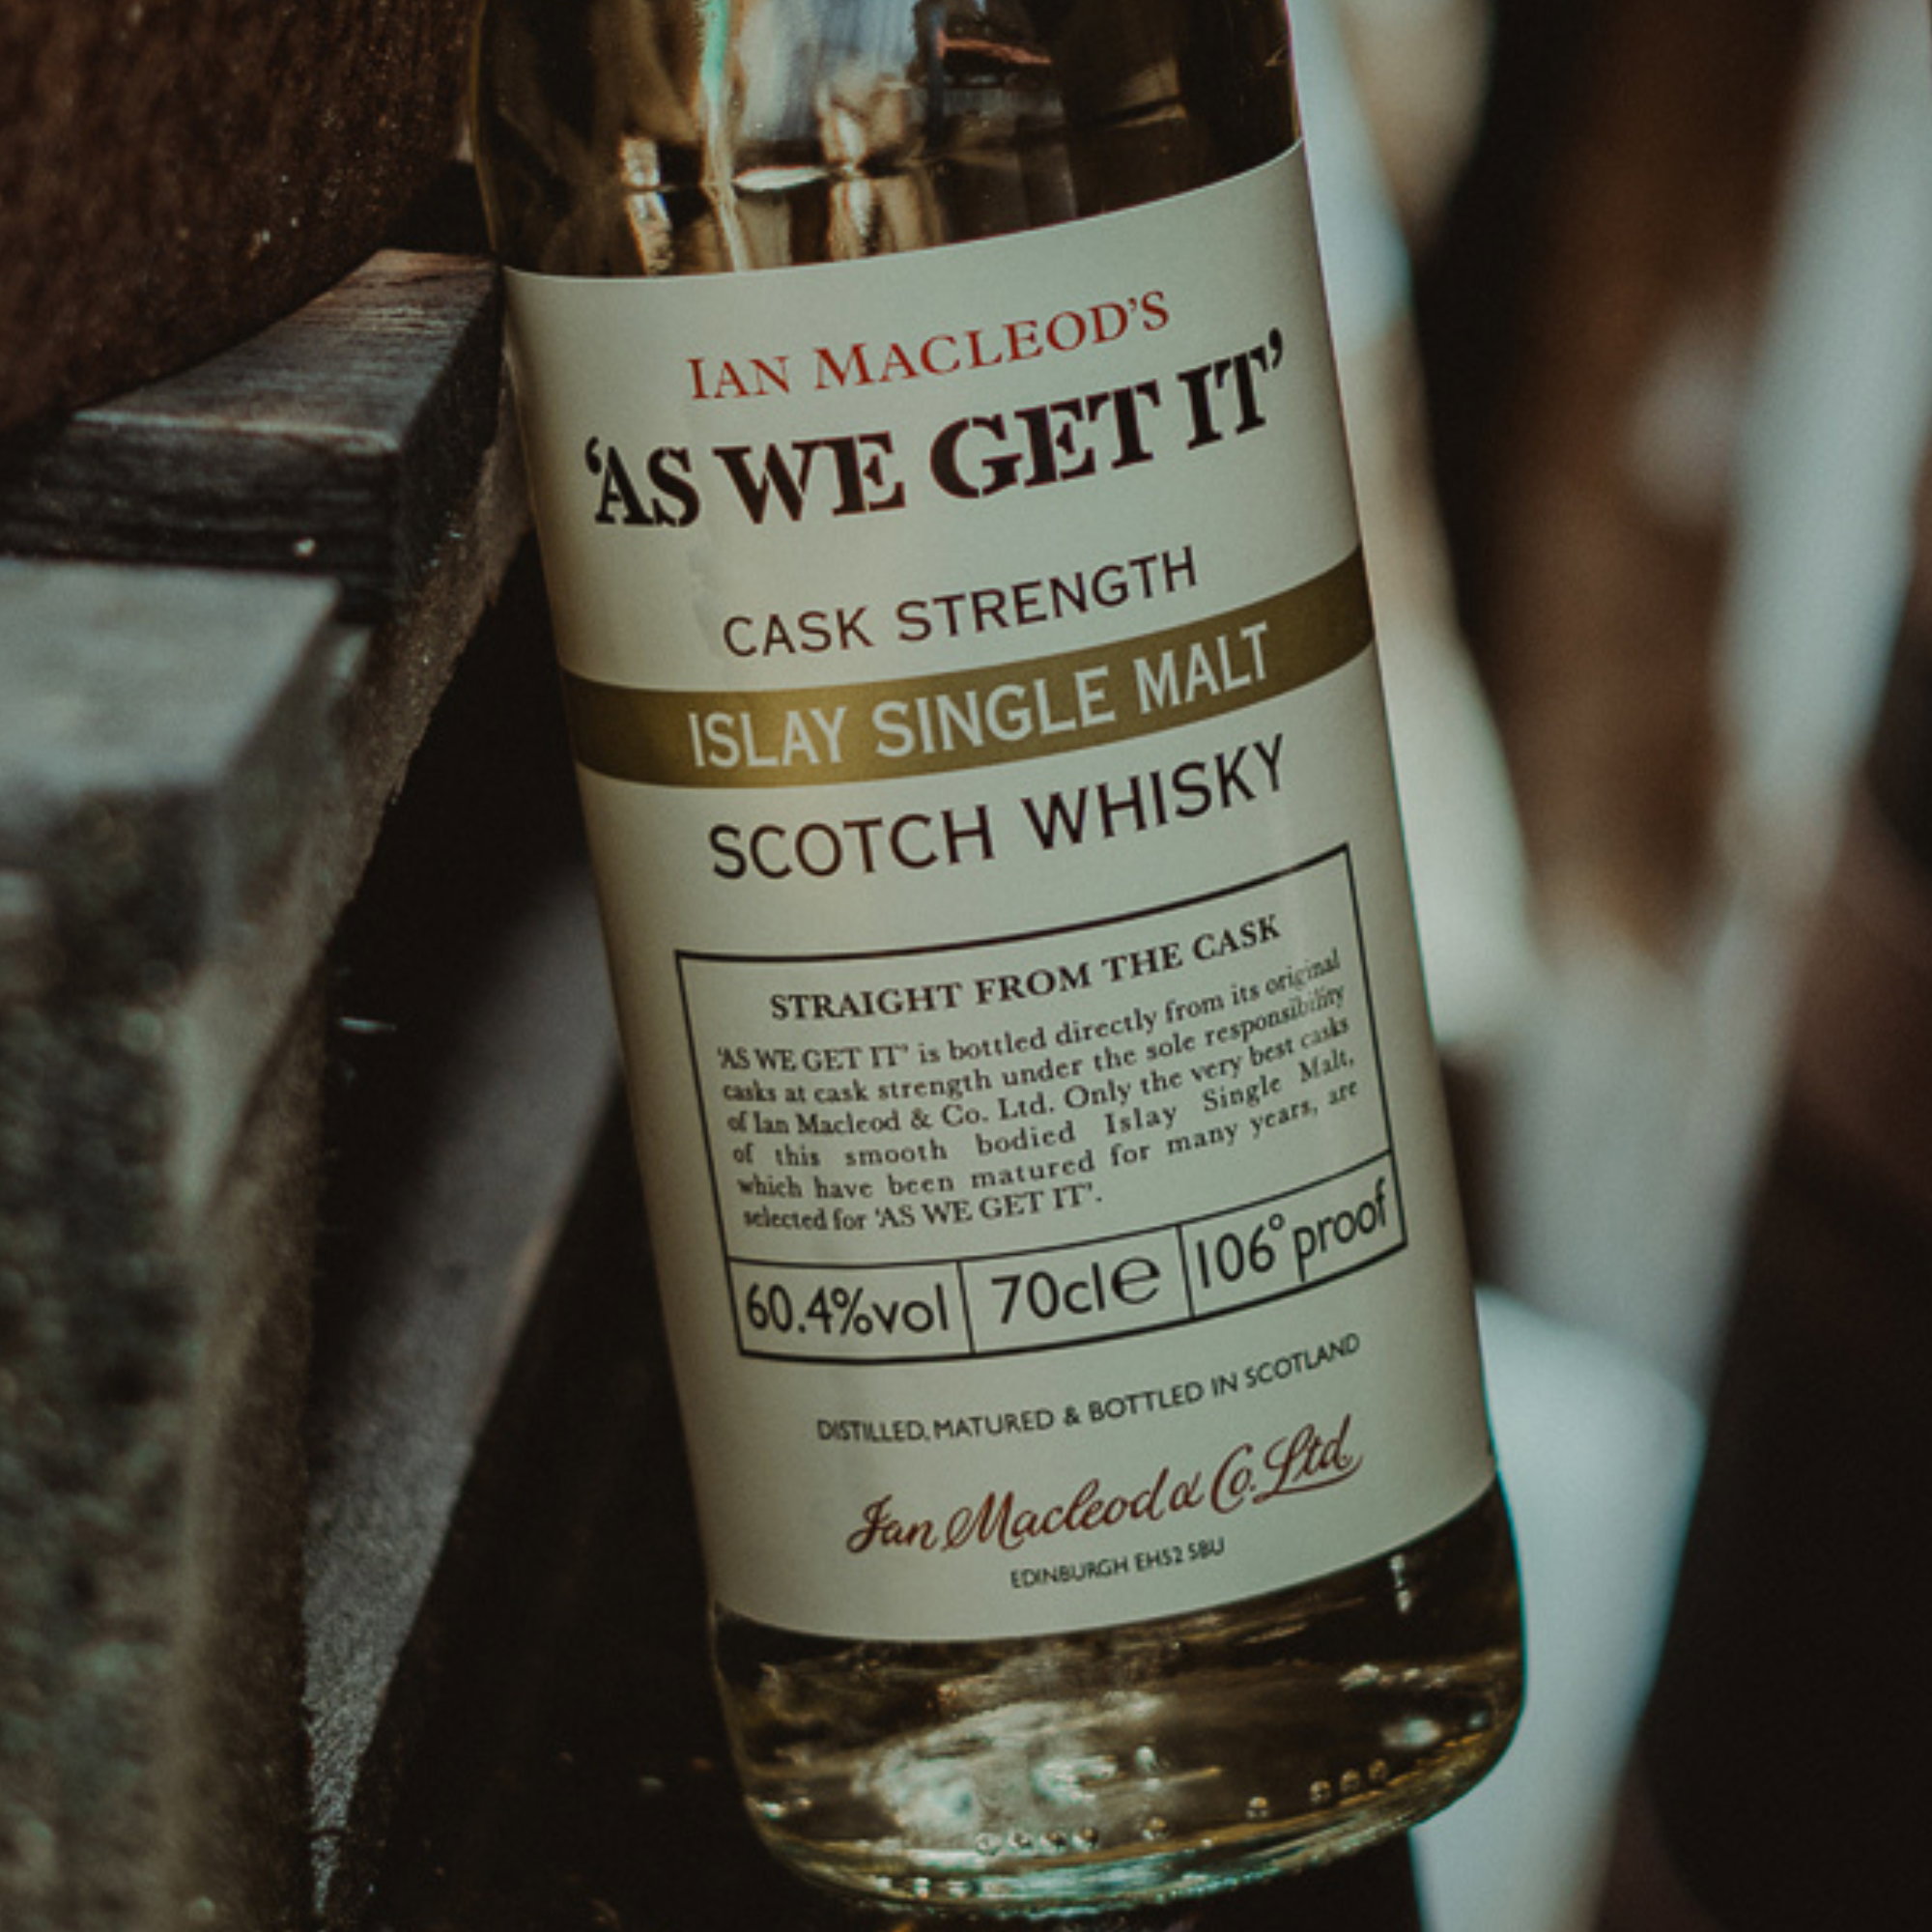 IAN MACLEOD'S
'AS WE GET IT'
CASK STRENGTH
ISLAY SINGLE MALT
SCOTCH WHISKY
STRAIGHT FROM THE CASK
'AS WE GET IT' is bottled directly from its original
casks at cask strength under the sole responsibility
of Ian Macleod & Co. Ltd. Only the very best casks
of this smooth bodied Islay Single Malt,
which have been matured for many years, are
selected for 'AS WE GET IT'.
60.4%vol 70cl℮ 106° proof
DISTILLED, MATURED & BOTTLED IN SCOTLAND
Ian Macleod & Co. Ltd.
EDINBURGH EH52 5BU